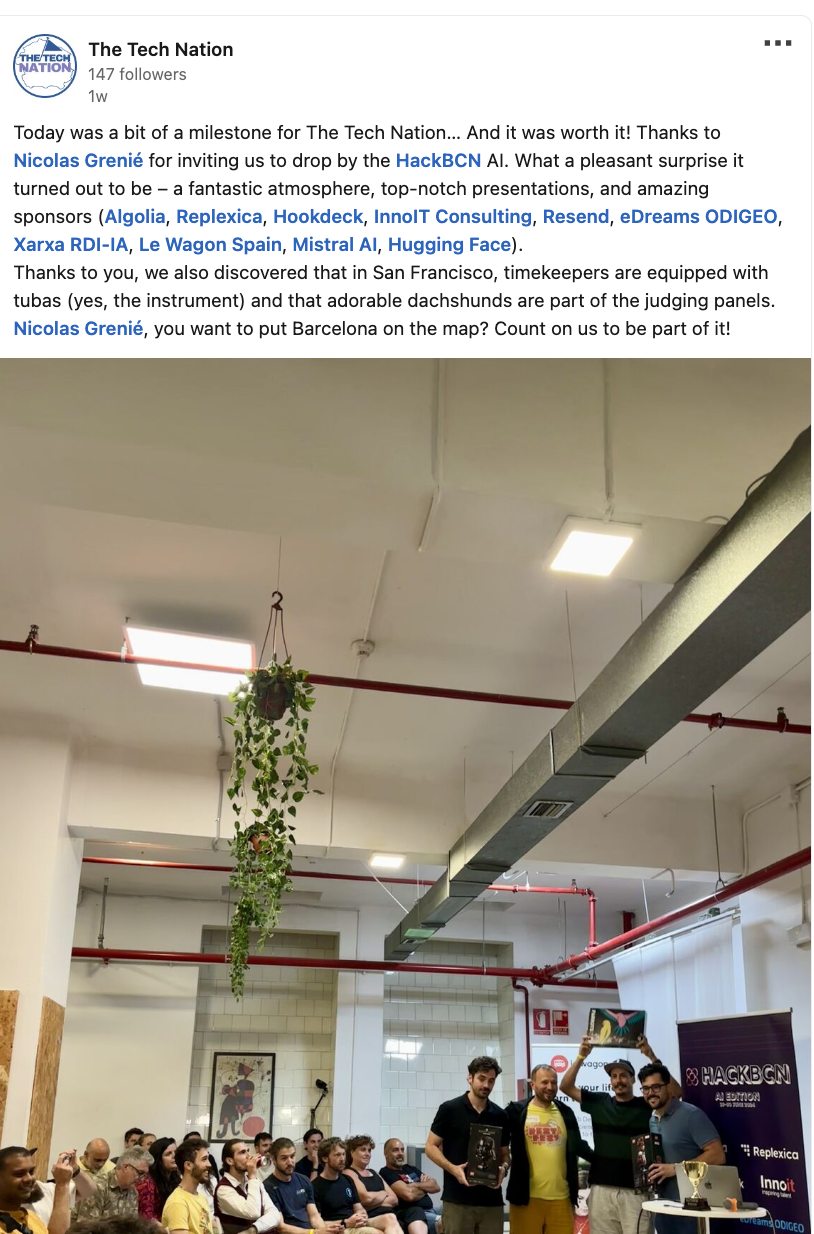 THE TECH
NATION
The Tech Nation
147 followers
1w
Today was a bit of a milestone for The Tech Nation... And it was worth it! Thanks to
Nicolas Grenié for inviting us to drop by the HackBCN AI. What a pleasant surprise it
turned out to be – a fantastic atmosphere, top-notch presentations, and amazing
sponsors (Algolia, Replexica, Hookdeck, InnoIT Consulting, Resend, eDreams ODIGEO,
Xarxa RDI-IA, Le Wagon Spain, Mistral AI, Hugging Face).
Thanks to you, we also discovered that in San Francisco, timekeepers are equipped with
tubas (yes, the instrument) and that adorable dachshunds are part of the judging panels.
Nicolas Grenié, you want to put Barcelona on the map? Count on us to be part of it!
wagon
your life
HACKBCN
AI EDITION
Replexica
Innoit
inspiring talent
eDreams ODIGEO